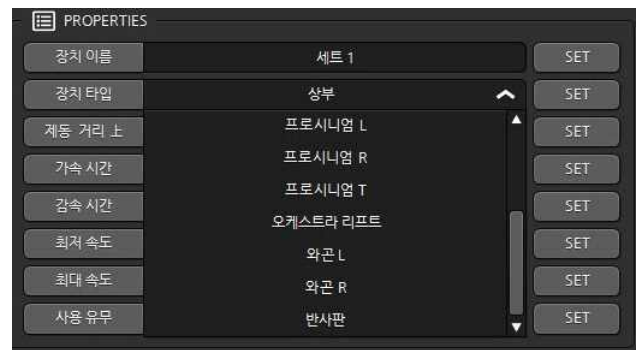 PROPERTIES
장치 이름 세트 1 SET
장치 타입 상부 SET
제동 거리 上 프로시니엄 L SET
가속 시간 프로시니엄 R SET
감속 시간 프로시니엄 T SET
오케스트라 리프트
최저 속도 와곤 L SET
최대 속도 와곤 R SET
사용 유무 반사판 SET